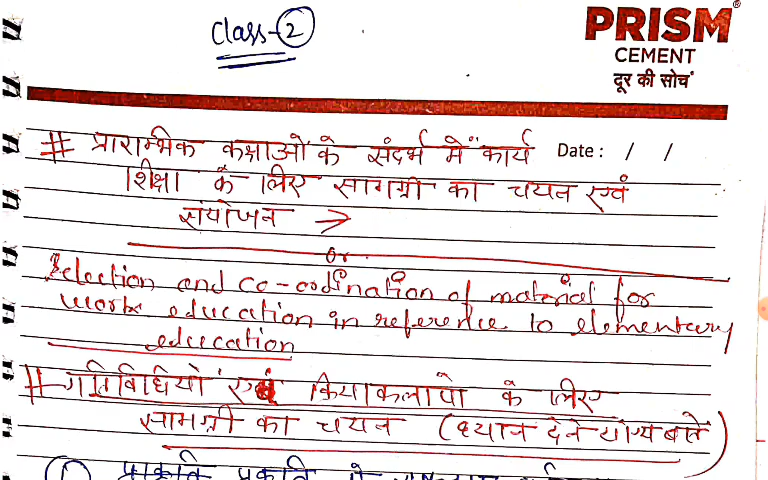 Class-2
PRISM®
CEMENT
दूर की सोच
# प्रारम्भिक कक्षाओं के संदर्भ में कार्य
Date: / /
शिक्षा के लिए सामग्री का चयन एवं
संयोजन →
or
Selection and co-ordination of material for
work education in reference to elementary
education
# गतिविधियों एवं क्रियाकलापों के लिए
सामग्री का चयन (ध्यान देने योग्य बातें)
①